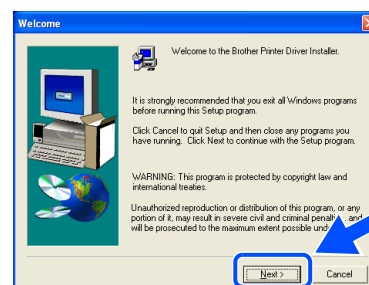 Welcome
Welcome to the Brother Printer Driver Installer.
It is strongly recommended that you exit all Windows programs
before running this Setup program.
Click Cancel to quit Setup and then close any programs you
have running. Click Next to continue with the Setup program.
WARNING: This program is protected by copyright law and
international treaties.
Unauthorized reproduction or distribution of this program, or any
portion of it, may result in severe civil and criminal and
will be prosecuted to the maximum extent possible
Next >
Cancel